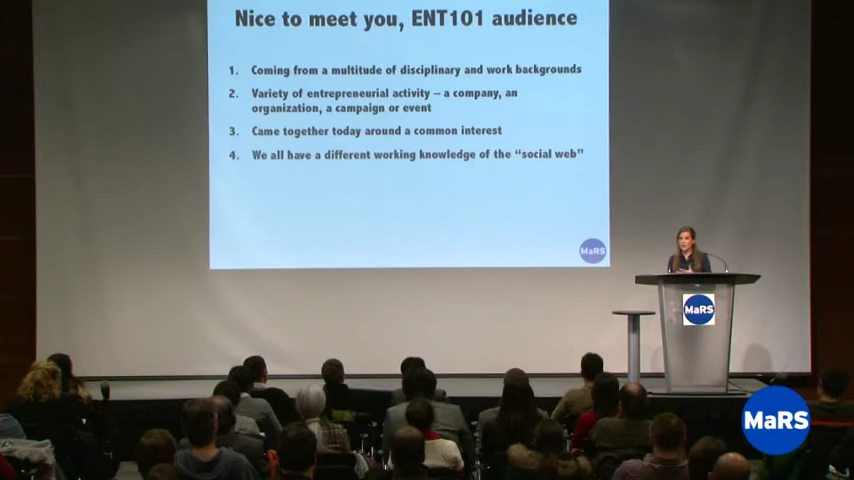 Nice to meet you, ENT101 audience
1. Coming from a multitude of disciplinary and work backgrounds
2. Variety of entrepreneurial activity – a company, an
organization, a campaign or event
3. Came together today around a common interest
4. We all have a different working knowledge of the “social web”
MaRS
MaRS
MaRS